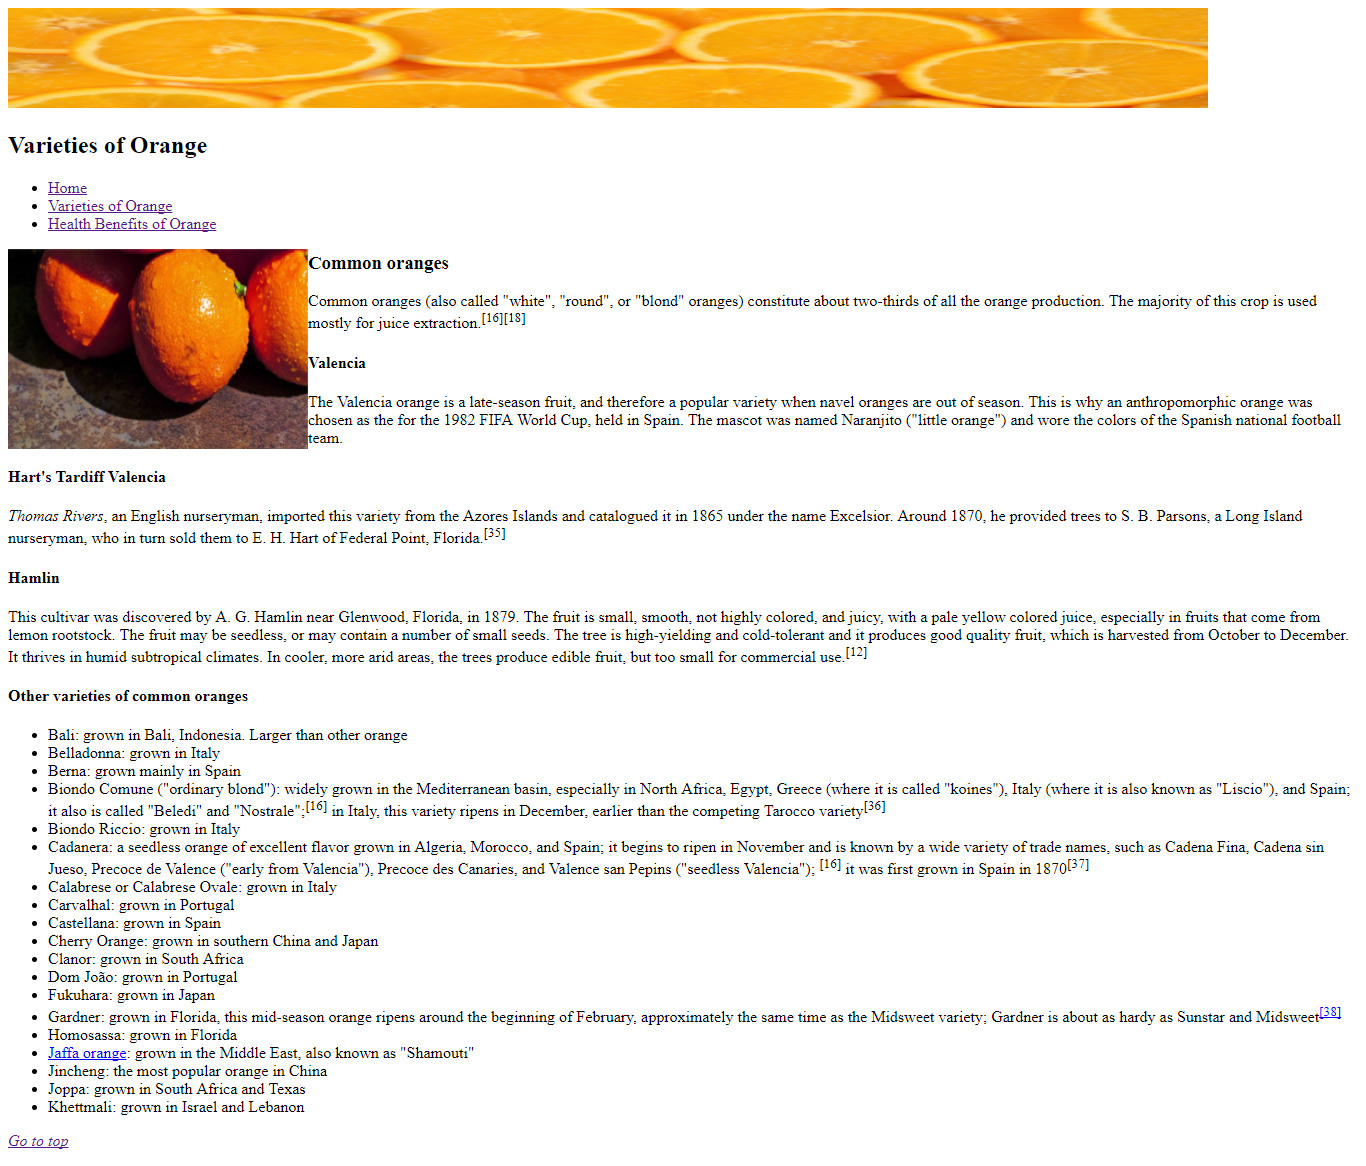 Varieties of Orange
Home
Varieties of Orange
Health Benefits of Orange
Common oranges
Common oranges (also called "white", "round", or "blond" oranges) constitute about two-thirds of all the orange production. The majority of this crop is used
mostly for juice extraction.[16][18]
Valencia
The Valencia orange is a late-season fruit, and therefore a popular variety when navel oranges are out of season. This is why an anthropomorphic orange was
chosen as the for the 1982 FIFA World Cup, held in Spain. The mascot was named Naranjito ("little orange") and wore the colors of the Spanish national football
team.
Hart's Tardiff Valencia
Thomas Rivers, an English nurseryman, imported this variety from the Azores Islands and catalogued it in 1865 under the name Excelsior. Around 1870, he provided trees to S. B. Parsons, a Long Island
nurseryman, who in turn sold them to E. H. Hart of Federal Point, Florida.[35]
Hamlin
This cultivar was discovered by A. G. Hamlin near Glenwood, Florida, in 1879. The fruit is small, smooth, not highly colored, and juicy, with a pale yellow colored juice, especially in fruits that come from
lemon rootstock. The fruit may be seedless, or may contain a number of small seeds. The tree is high-yielding and cold-tolerant and it produces good quality fruit, which is harvested from October to December.
It thrives in humid subtropical climates. In cooler, more arid areas, the trees produce edible fruit, but too small for commercial use.[12]
Other varieties of common oranges
Bali: grown in Bali, Indonesia. Larger than other orange
Belladonna: grown in Italy
Berna: grown mainly in Spain
Biondo Comune ("ordinary blond"): widely grown in the Mediterranean basin, especially in North Africa, Egypt, Greece (where it is called "koines"), Italy (where it is also known as "Liscio"), and Spain;
it also is called "Beledi" and "Nostrale";[16] in Italy, this variety ripens in December, earlier than the competing Tarocco variety[36]
Biondo Riccio: grown in Italy
Cadanera: a seedless orange of excellent flavor grown in Algeria, Morocco, and Spain; it begins to ripen in November and is known by a wide variety of trade names, such as Cadena Fina, Cadena sin
Jueso, Precoce de Valence ("early from Valencia"), Precoce des Canaries, and Valence san Pepins ("seedless Valencia"); [16] it was first grown in Spain in 1870[37]
Calabrese or Calabrese Ovale: grown in Italy
Carvalhal: grown in Portugal
Castellana: grown in Spain
Cherry Orange: grown in southern China and Japan
Clanor: grown in South Africa
Dom João: grown in Portugal
Fukuhara: grown in Japan
Gardner: grown in Florida, this mid-season orange ripens around the beginning of February, approximately the same time as the Midsweet variety; Gardner is about as hardy as Sunstar and Midsweet[38]
Homosassa: grown in Florida
Jaffa orange: grown in the Middle East, also known as "Shamouti"
Jincheng: the most popular orange in China
Joppa: grown in South Africa and Texas
Khettmali: grown in Israel and Lebanon
Go to top